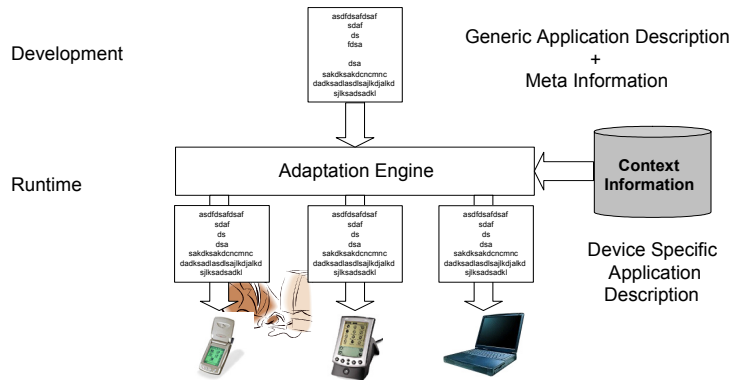 Development
asdfdsafdsaf
sdaf
ds
fdsa
dsa
sakdksakdcncmnc
dadksadlasdlsajlkdjalkd
sjlksadsadkl
Generic Application Description
+
Meta Information
Runtime
Adaptation Engine
Context
Information
asdfdsafdsaf
sdaf
ds
dsa
sakdksakdcncmnc
dadksadlasdlsajlkdjalkd
sjlksadsadkl
asdfdsafdsaf
sdaf
ds
dsa
sakdksakdcncmnc
dadksadlasdlsajlkdjalkd
sjlksadsadkl
asdfdsafdsaf
sdaf
ds
dsa
sakdksakdcncmnc
dadksadlasdlsajlkdjalkd
sjlksadsadkl
Device Specific
Application
Description